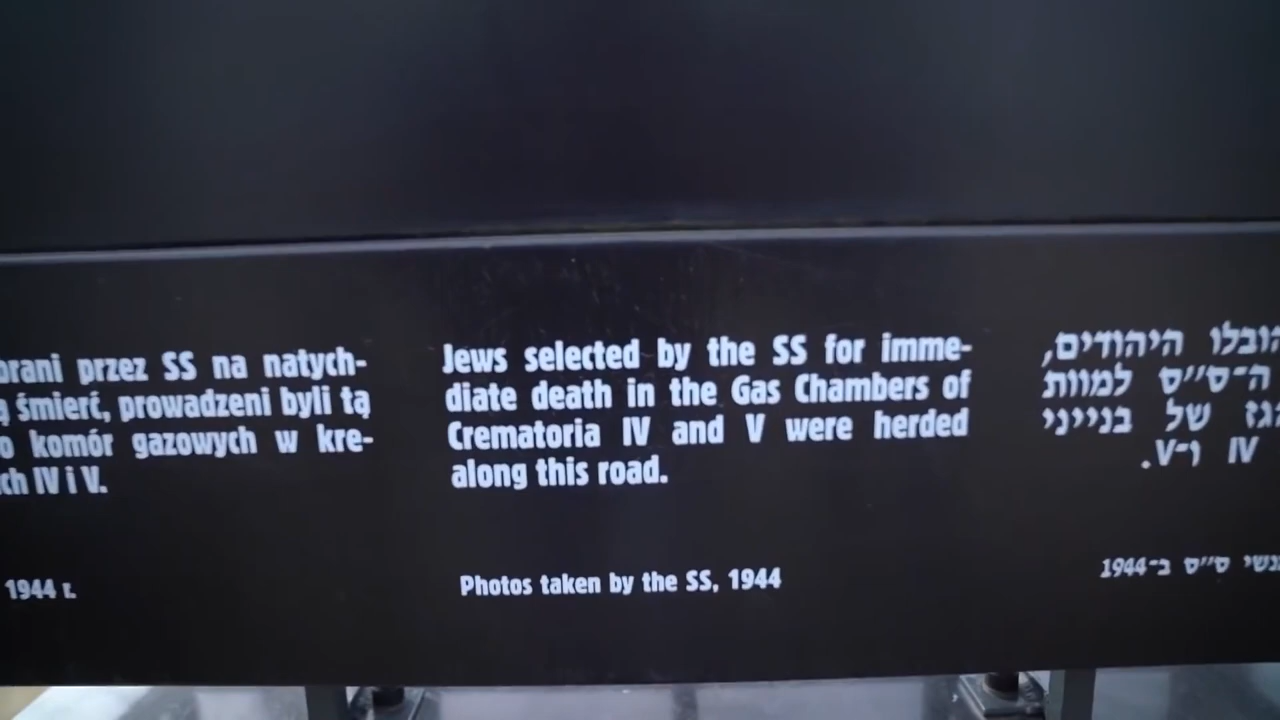 przez SS na natych-
śmierć, prowadzeni byli tą
komór gazowych w kre-
IV i V.
1944 r.
Jews selected by the SS for imme-
diate death in the Gas Chambers of
Crematoria IV and V were herded
along this road.
Photos taken by the SS, 1944
היהודים,
ה־ס״ס למוות
של בנייני
IV ו־V.
ס״ס ב־1944